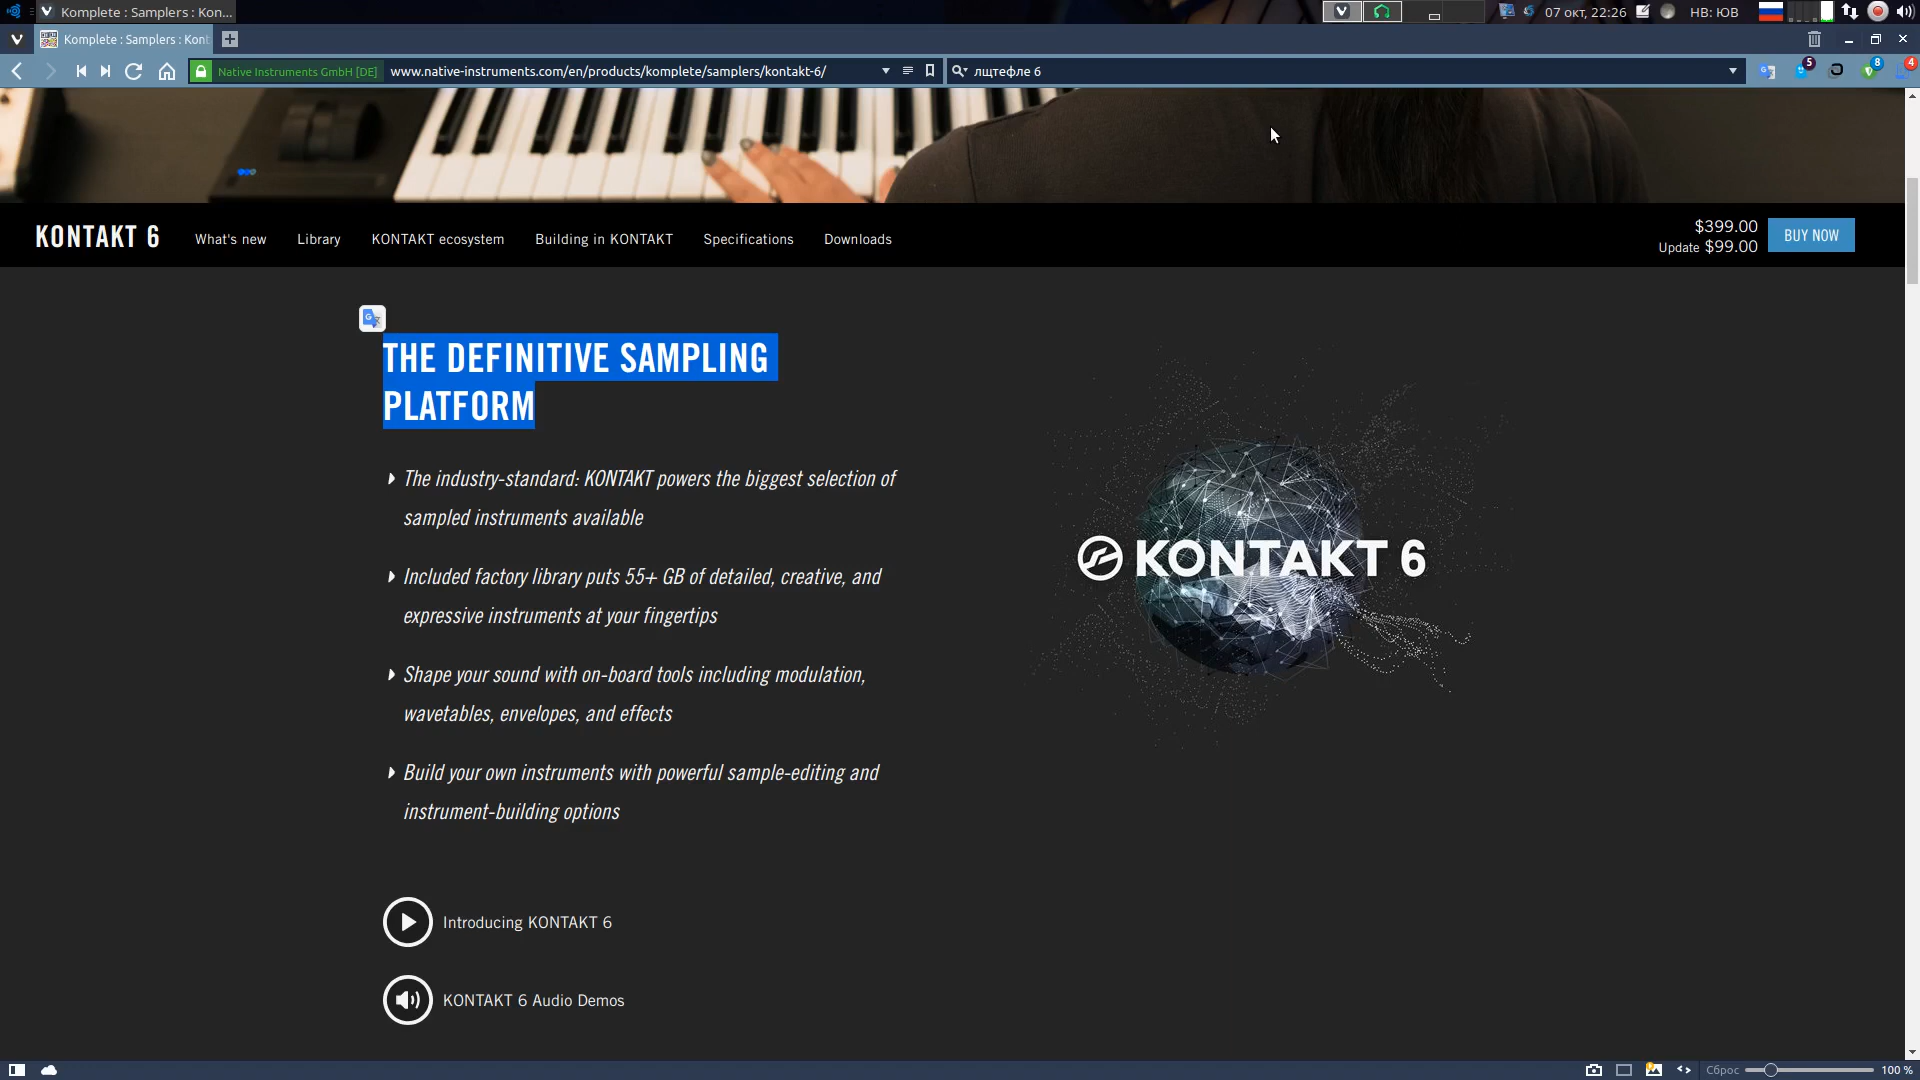 Komplete : Samplers : Kon...
07 окт, 22:26
НВ: ЮВ
Komplete : Samplers : Kont
Native Instruments GmbH [DE]
www.native-instruments.com/en/products/komplete/samplers/kontakt-6/
лщтефле 6
5
8
4
KONTAKT 6
What's new
Library
KONTAKT ecosystem
Building in KONTAKT
Specifications
Downloads
$399.00
Update $99.00
BUY NOW
THE DEFINITIVE SAMPLING
PLATFORM
The industry-standard: KONTAKT powers the biggest selection of
sampled instruments available
Included factory library puts 55+ GB of detailed, creative, and
expressive instruments at your fingertips
Shape your sound with on-board tools including modulation,
wavetables, envelopes, and effects
Build your own instruments with powerful sample-editing and
instrument-building options
KONTAKT 6
Introducing KONTAKT 6
KONTAKT 6 Audio Demos
Сброс
100 %